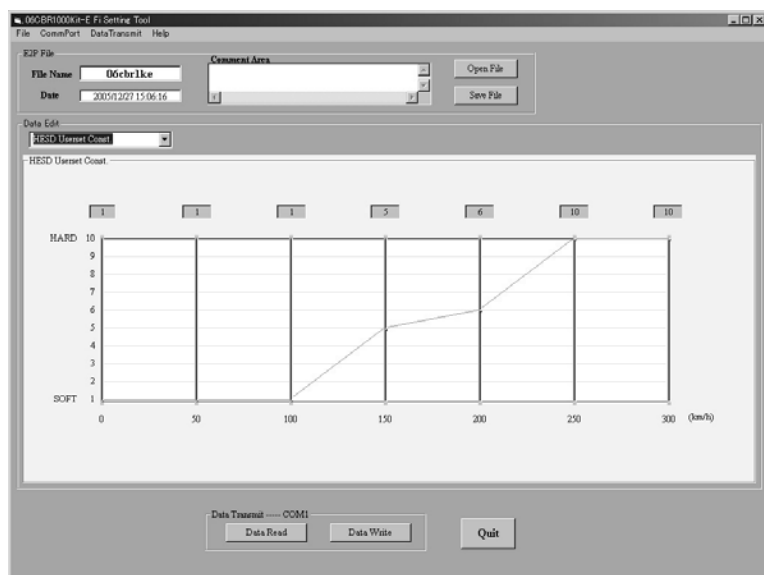 06CBR1000Kit-E Fi Setting Tool
File CommPort DataTransmit Help
E2P File
File Name 06cbr1ke
Date 2005/12/27 15:06:16
Comment Area
Open File
Save File
Data Edit
HESD Userset Const.
HESD Userset Const.
1 1 1 5 6 10 10
HARD 10
9
8
7
6
5
4
3
2
SOFT 1
0 50 100 150 200 250 300 (km/h)
Data Transmit ----- COM1
Data Read Data Write
Quit